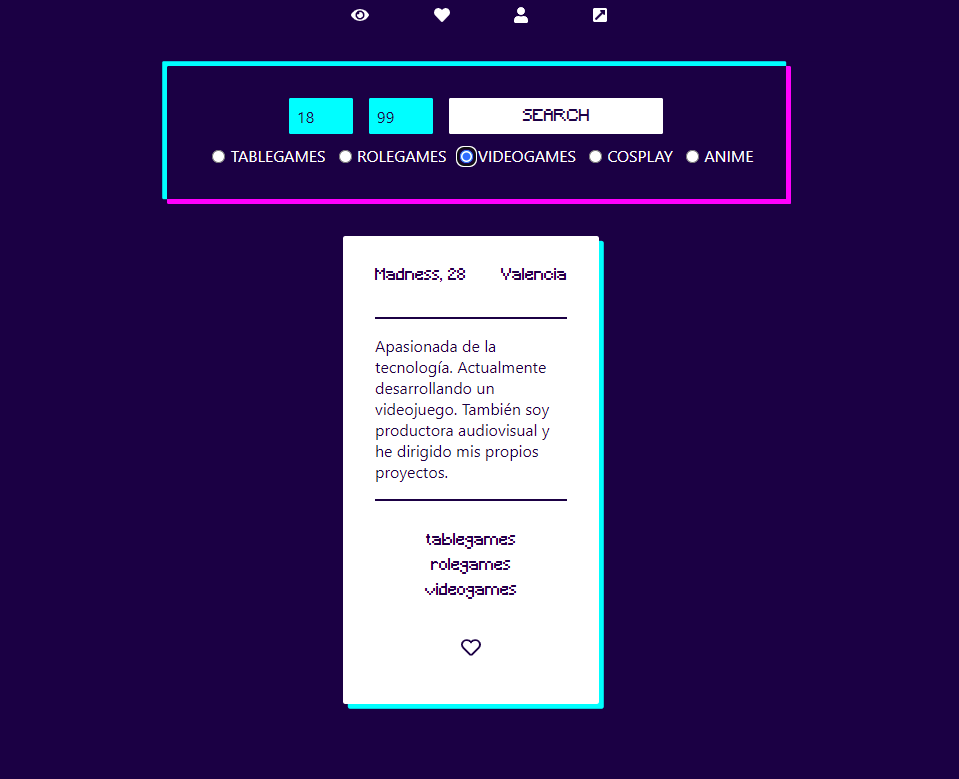 18 99 SEARCH
TABLEGAMES ROLEGAMES VIDEOGAMES COSPLAY ANIME
Madness, 28 Valencia
Apasionada de la
tecnología. Actualmente
desarrollando un
videojuego. También soy
productora audiovisual y
he dirigido mis propios
proyectos.
tablegames
rolegames
videogames